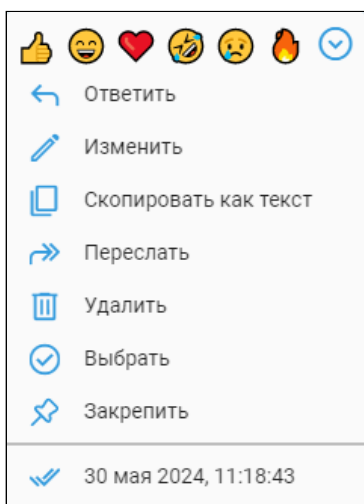 Ответить
Изменить
Скопировать как текст
Переслать
Удалить
Выбрать
Закрепить
30 мая 2024, 11:18:43